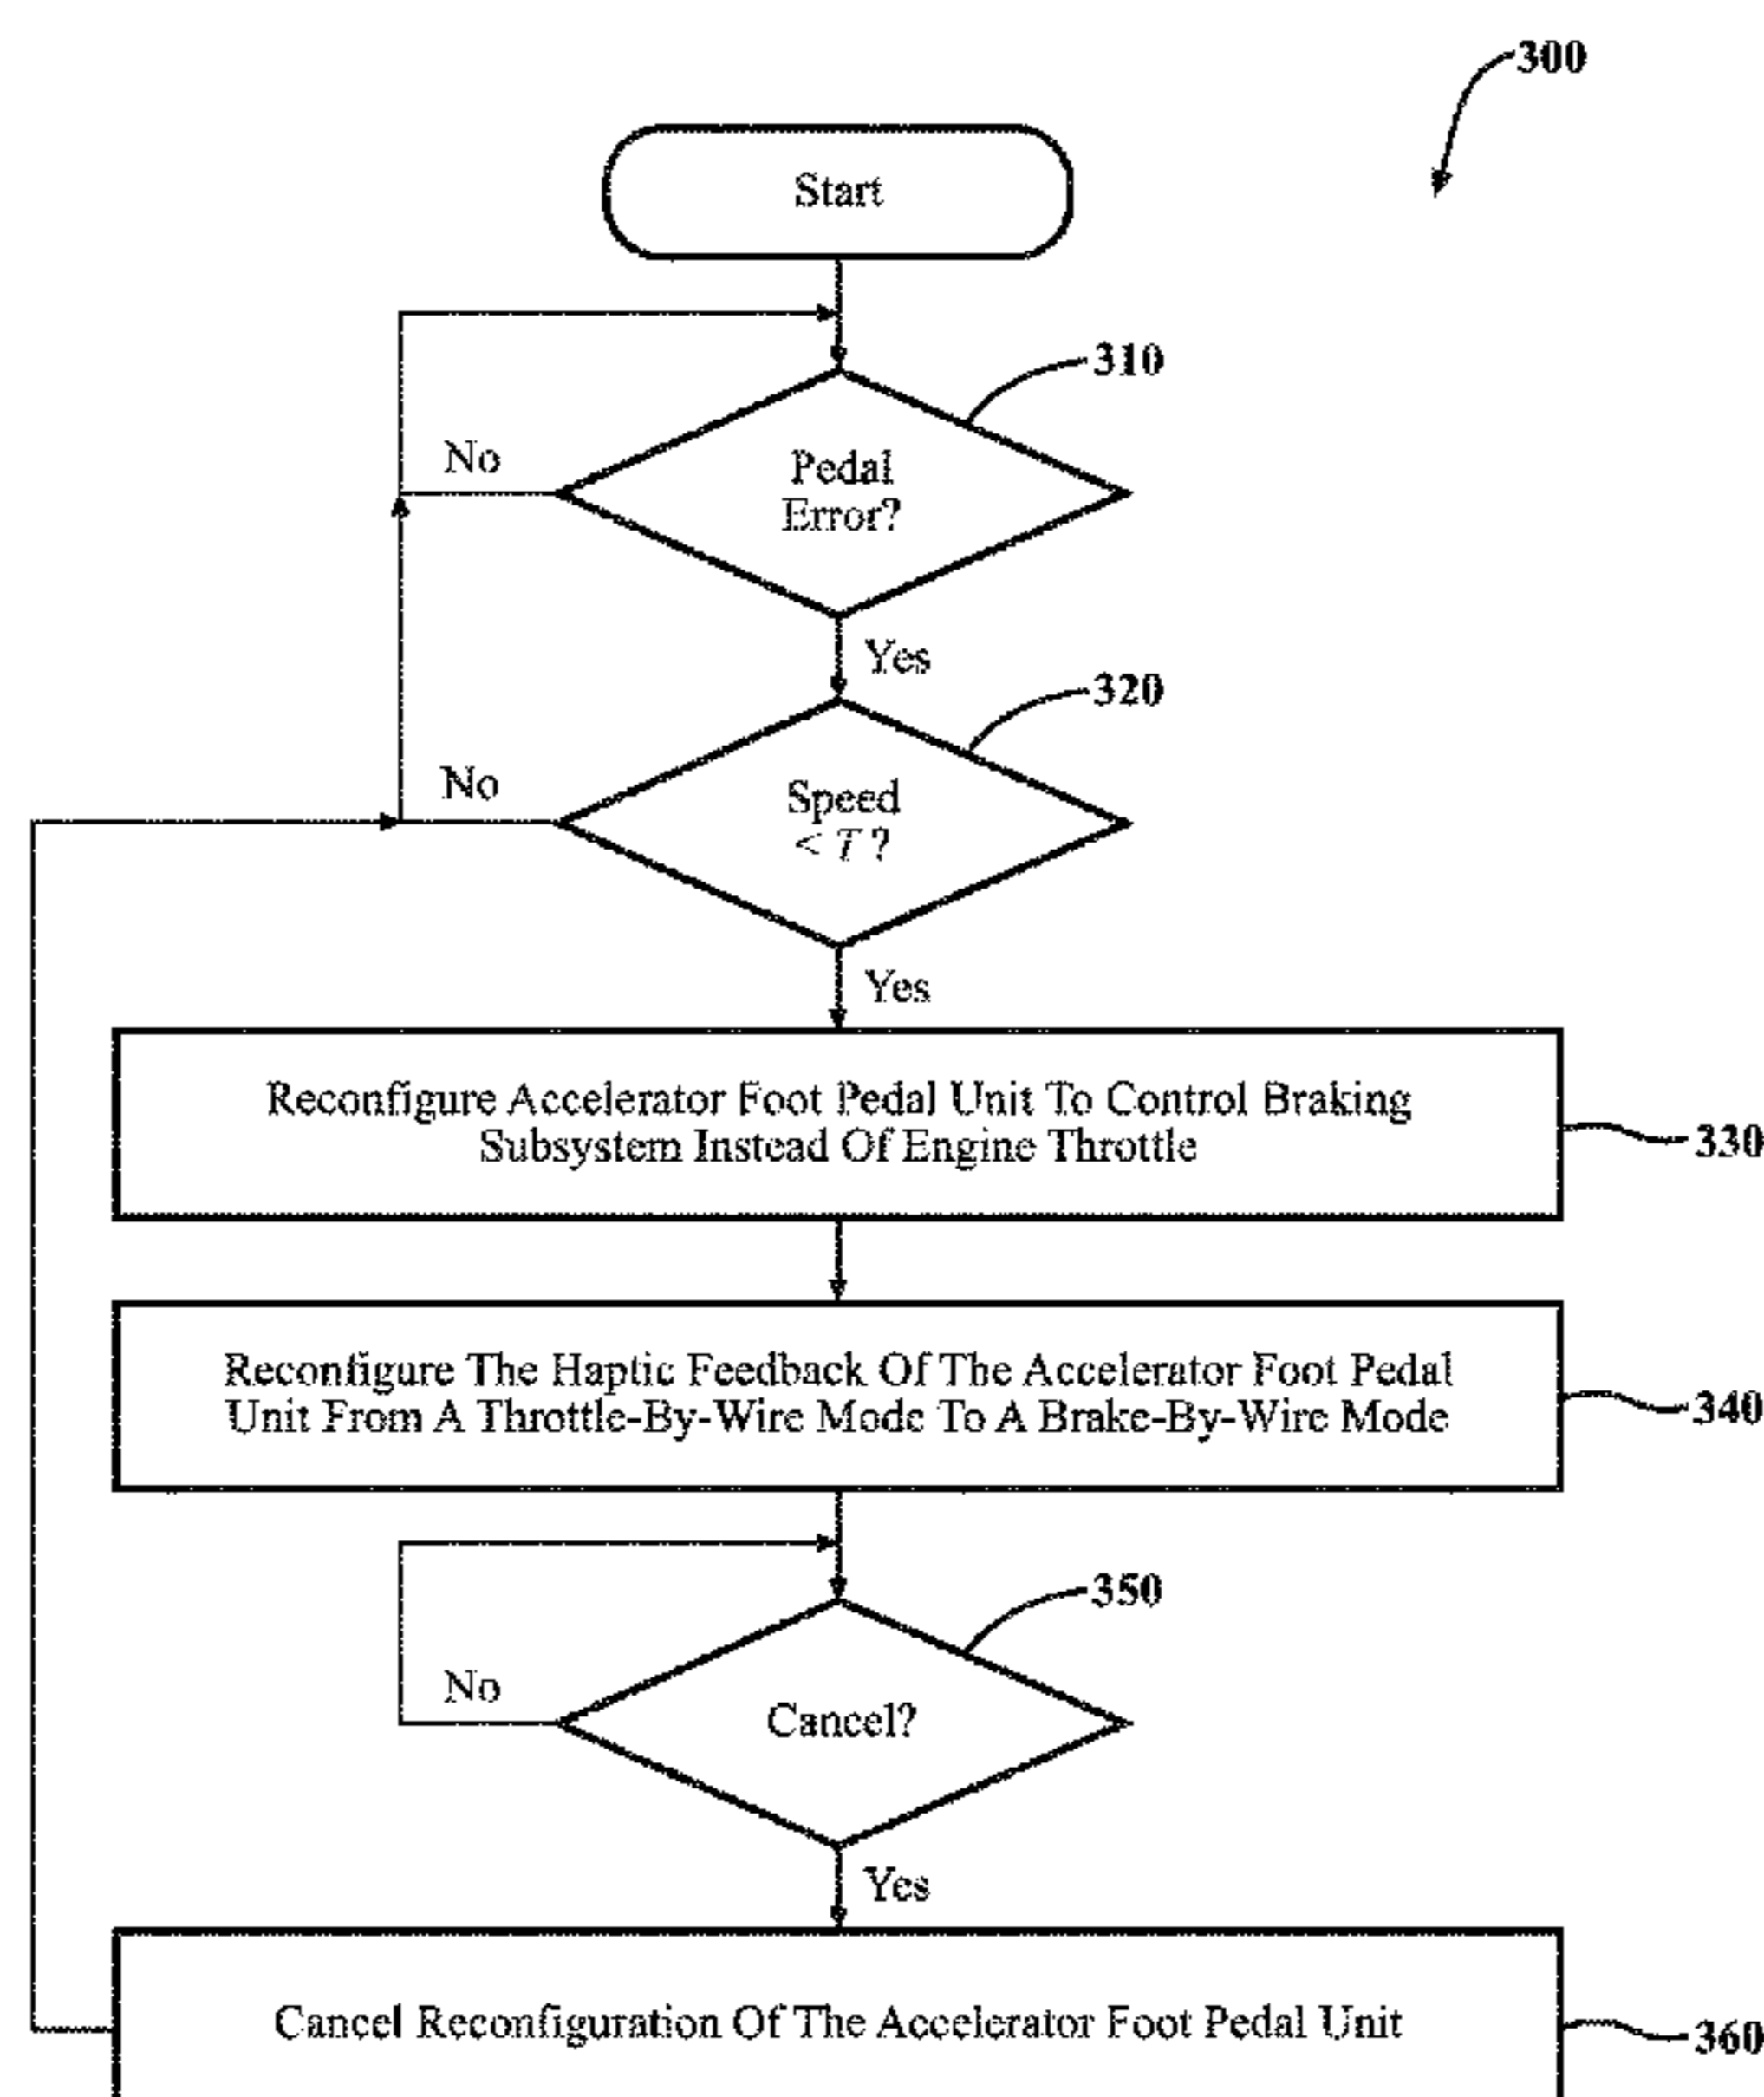 300
Start
310
No
Pedal
Error?
Yes
320
No
Speed
< T ?
Yes
Reconfigure Accelerator Foot Pedal Unit To Control Braking
Subsystem Instead Of Engine Throttle
330
Reconfigure The Haptic Feedback Of The Accelerator Foot Pedal
Unit From A Throttle-By-Wire Mode To A Brake-By-Wire Mode
340
350
No
Cancel?
Yes
Cancel Reconfiguration Of The Accelerator Foot Pedal Unit
360